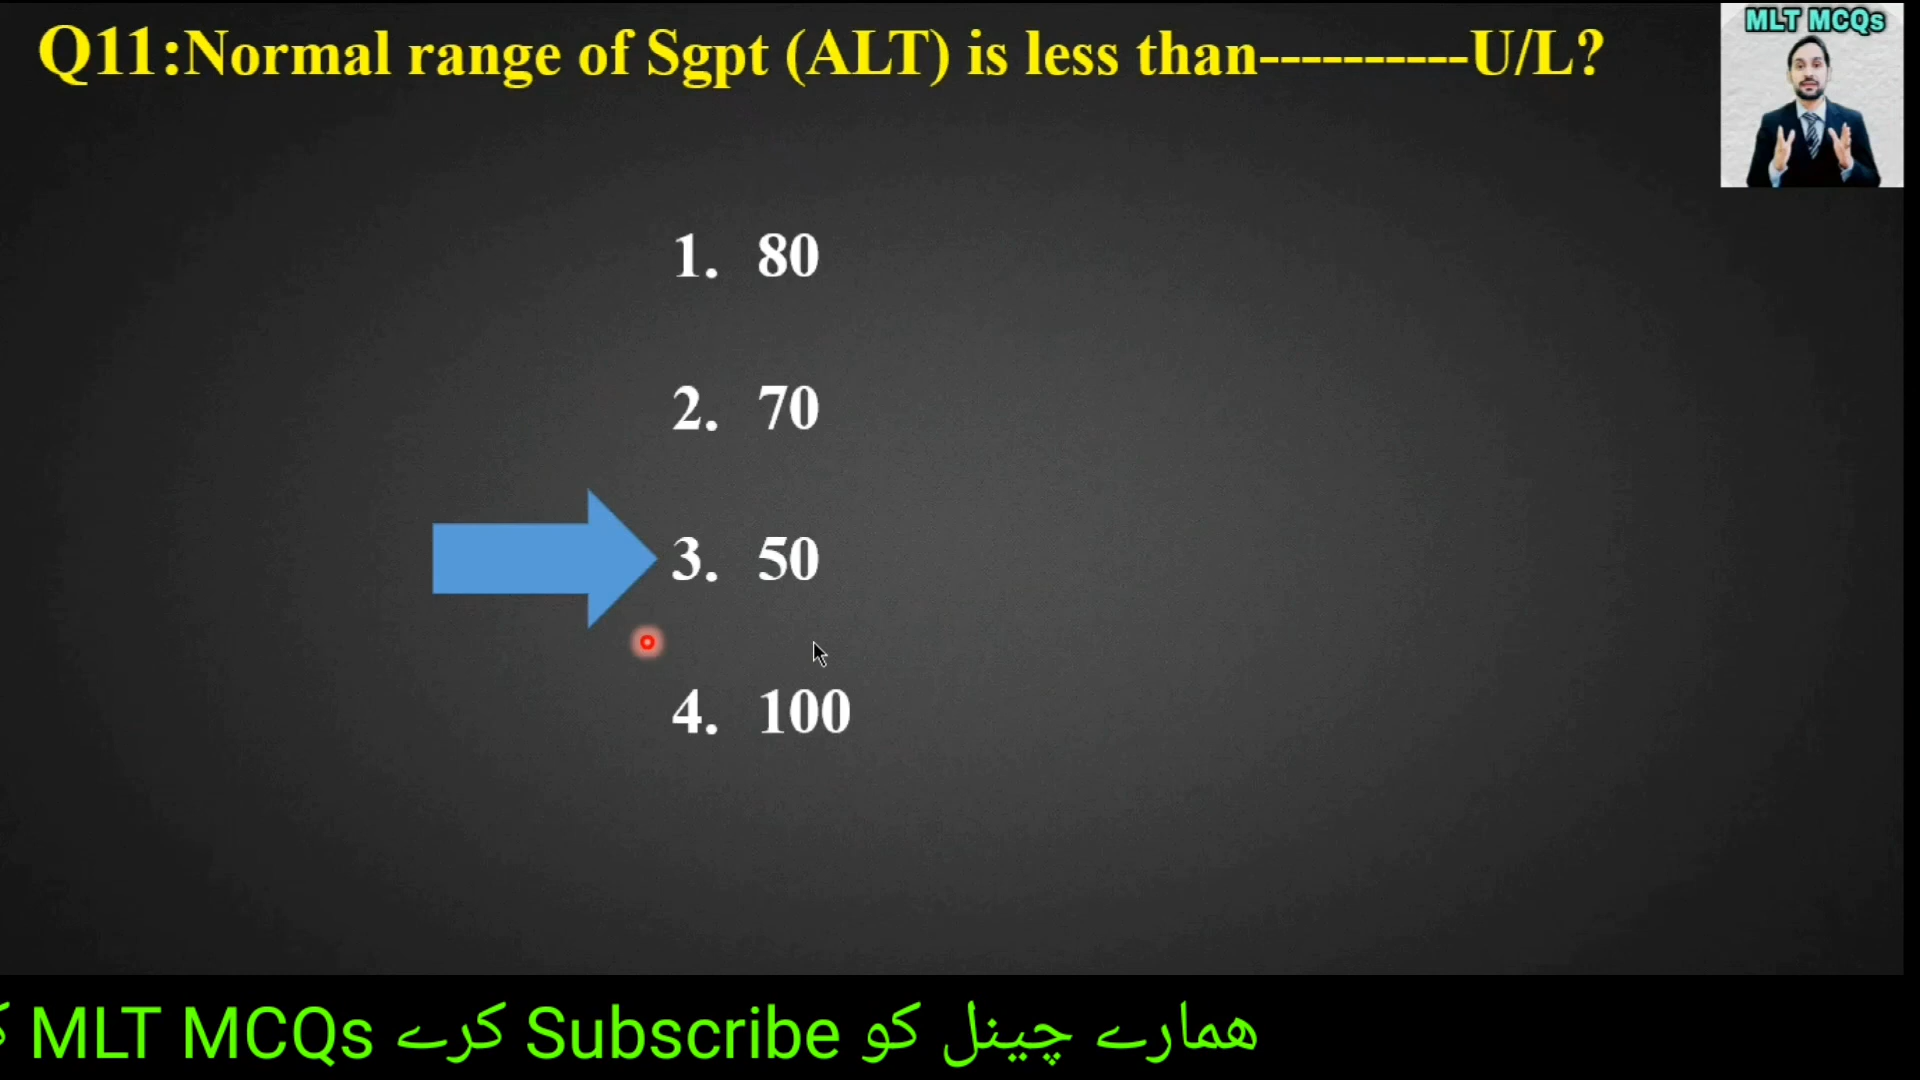 Q11:Normal range of Sgpt (ALT) is less than----------U/L?
MLT MCQs
1. 80
2. 70
3. 50
4. 100
همارے چینل کو Subscribe کرے MLT MCQs